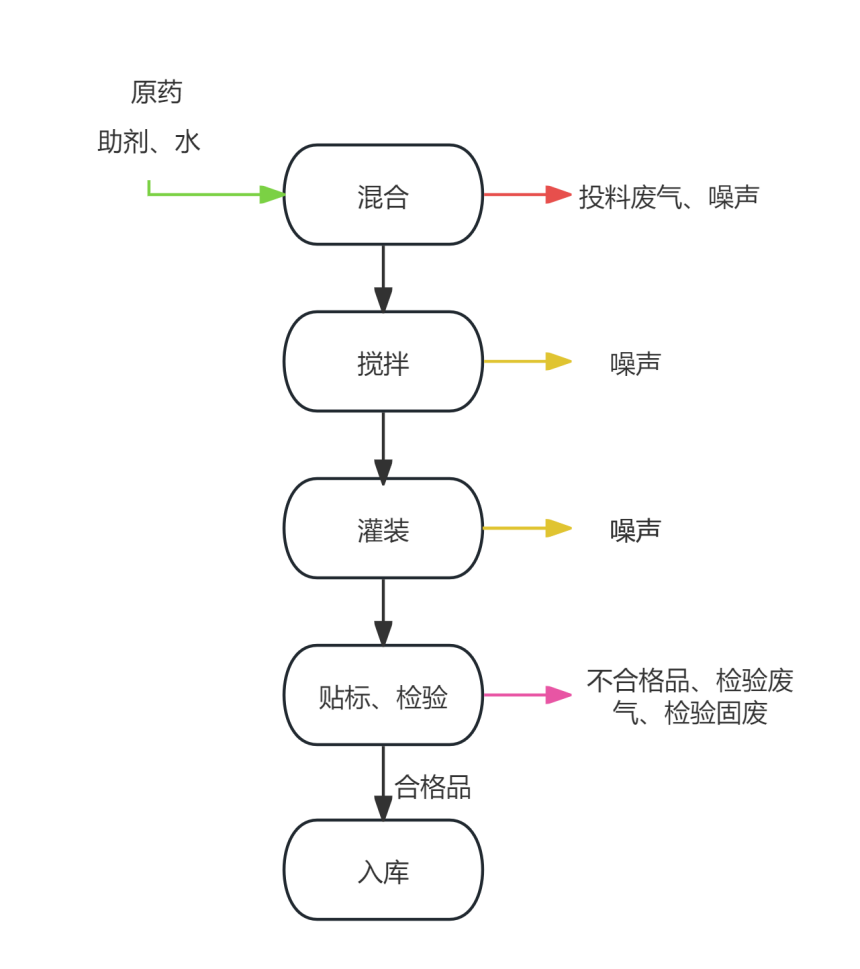 原药
助剂、水
混合
投料废气、噪声
搅拌
噪声
灌装
噪声
贴标、检验
不合格品、检验废
气、检验固废
合格品
入库